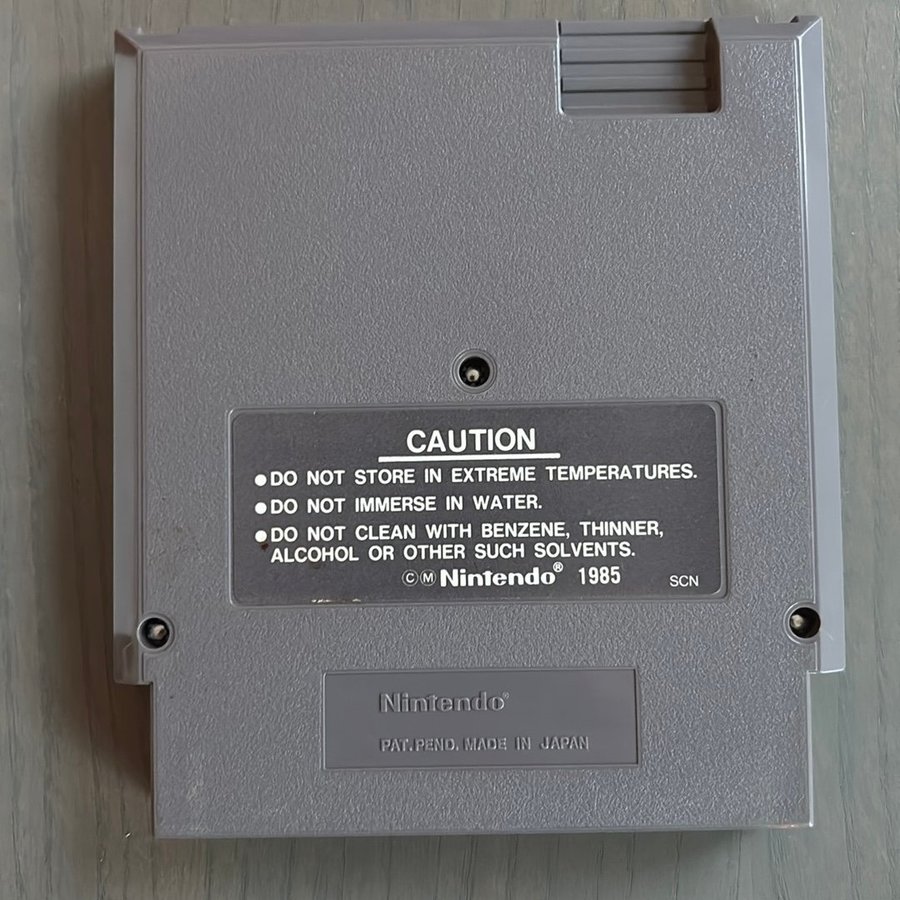 CAUTION
●DO NOT STORE IN EXTREME TEMPERATURES.
●DO NOT IMMERSE IN WATER.
●DO NOT CLEAN WITH BENZENE, THINNER,
ALCOHOL OR OTHER SUCH SOLVENTS.
ⒸⓂ Nintendo® 1985 SCN
Nintendo®
PAT. PEND. MADE IN JAPAN